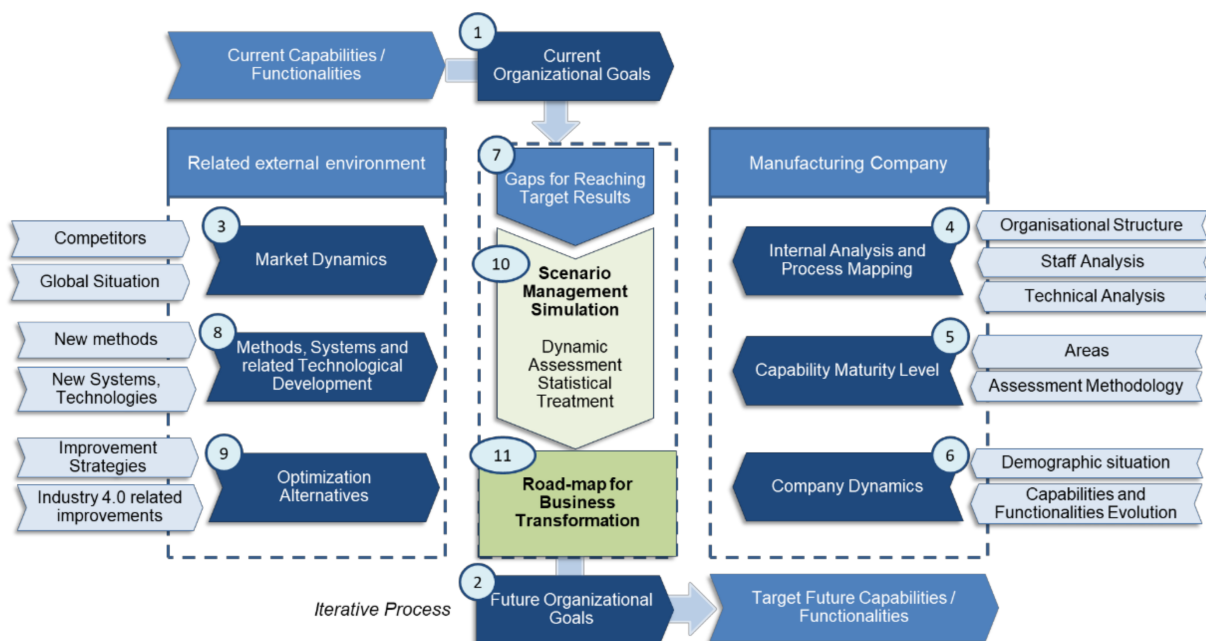 1
Current Capabilities /
Functionalities
Current
Organizational Goals
Related external environment
7
Gaps for Reaching
Target Results
Manufacturing Company
3
Market Dynamics
Competitors
Global Situation
8
Methods, Systems and
related Technological
Development
New methods
New Systems,
Technologies
9
Optimization
Alternatives
Improvement
Strategies
Industry 4.0 related
improvements
10
Scenario
Management
Simulation
Dynamic
Assessment
Statistical
Treatment
11
Road-map for
Business
Transformation
4
Internal Analysis and
Process Mapping
Organisational Structure
Staff Analysis
Technical Analysis
5
Capability Maturity Level
Areas
Assessment Methodology
6
Company Dynamics
Demographic situation
Capabilities and
Functionalities Evolution
Iterative Process
2
Future Organizational
Goals
Target Future Capabilities /
Functionalities